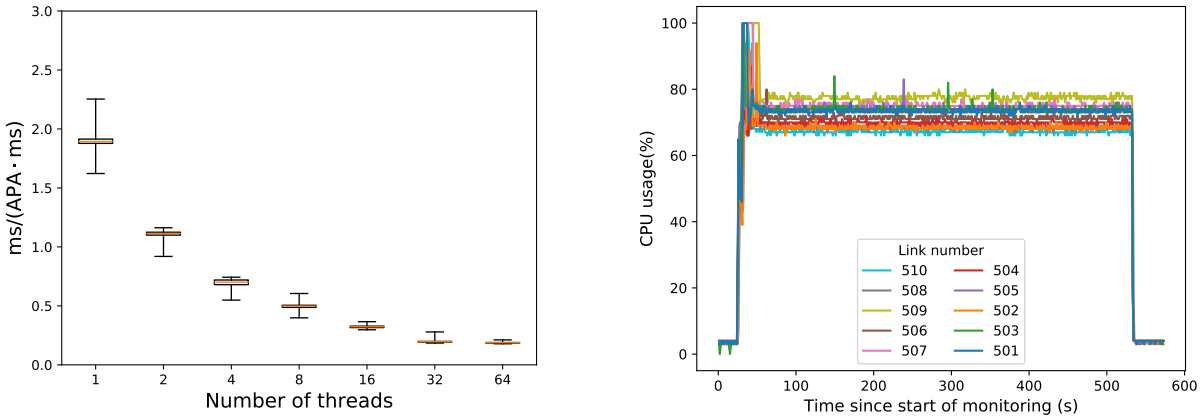 3.0
2.5
2.0
1.5
1.0
0.5
0.0
ms/(APA · ms)
1 2 4 8 16 32 64
Number of threads
100
80
60
40
20
0
CPU usage(%)
Link number
510 504
508 505
509 502
506 503
507 501
0 100 200 300 400 500 600
Time since start of monitoring (s)